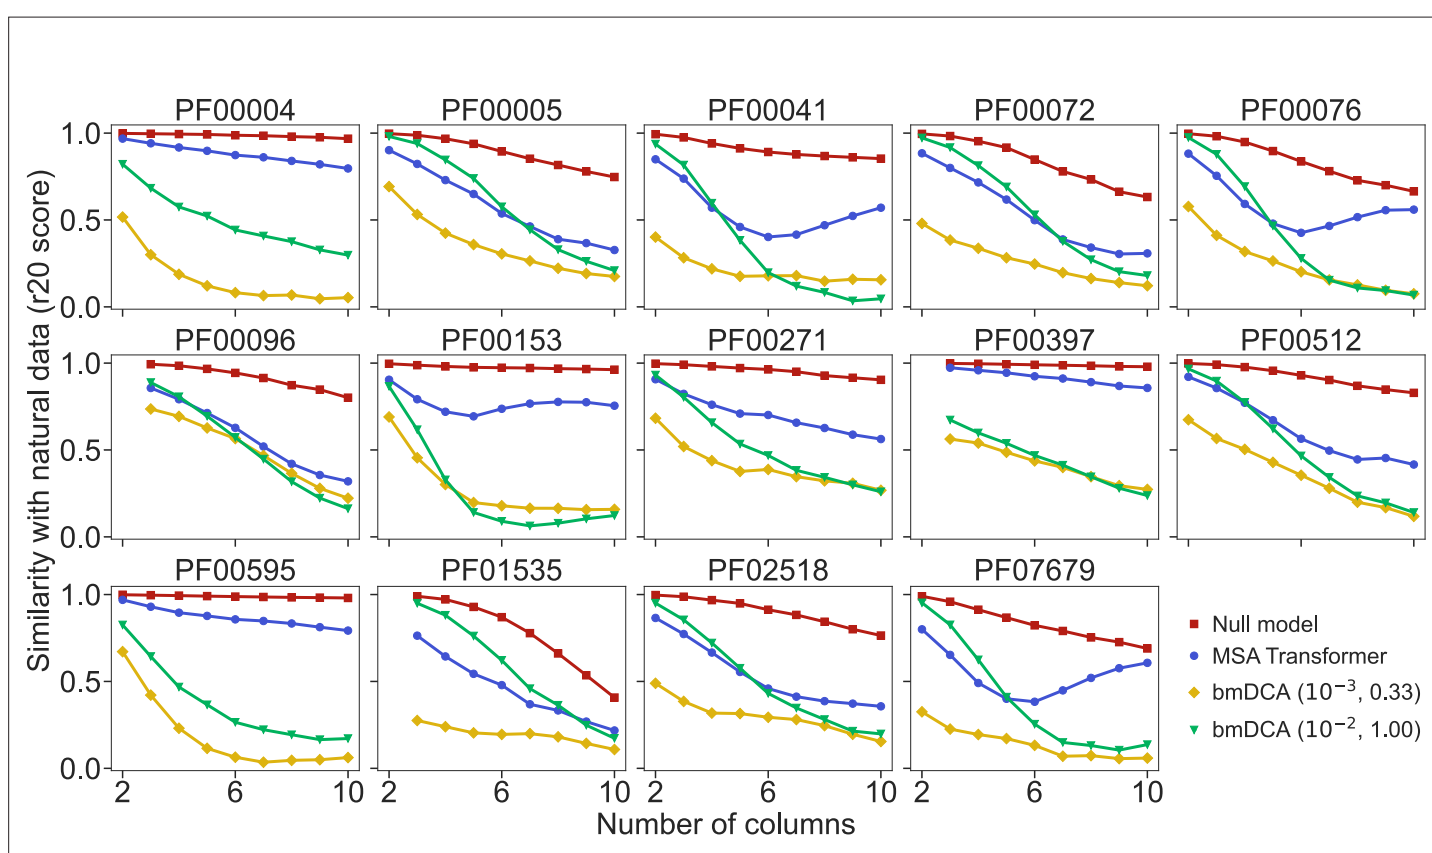 PF00004 PF00005 PF00041 PF00072 PF00076
1.0
0.5
0.0
PF00096 PF00153 PF00271 PF00397 PF00512
1.0
0.5
0.0
PF00595 PF01535 PF02518 PF07679
1.0
0.5
0.0
2 6 10 2 6 10 2 6 10 2 6 10
Number of columns
Similarity with natural data (r20 score)
Null model
MSA Transformer
bmDCA (10⁻³, 0.33)
bmDCA (10⁻², 1.00)